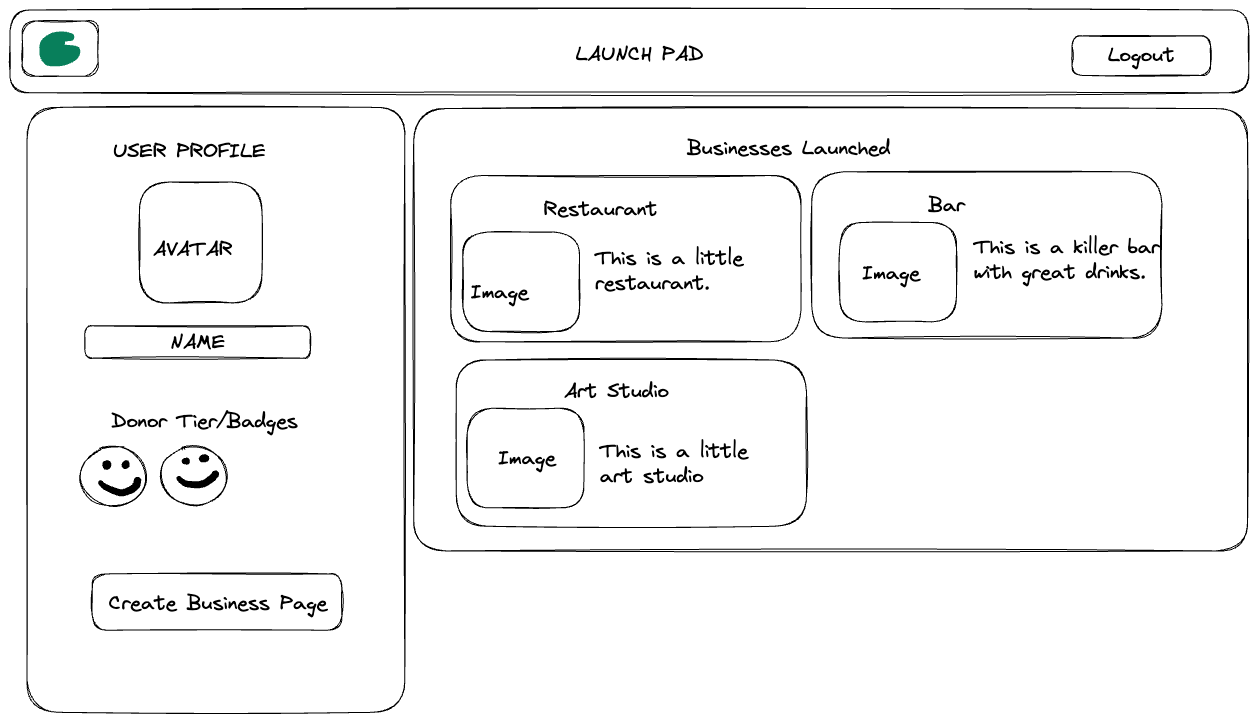 LAUNCH PAD
Logout
USER PROFILE
AVATAR
NAME
Donor Tier/Badges
Create Business Page
Businesses Launched
Restaurant
Image
This is a little
restaurant.
Bar
Image
This is a killer bar
with great drinks.
Art Studio
Image
This is a little
art studio